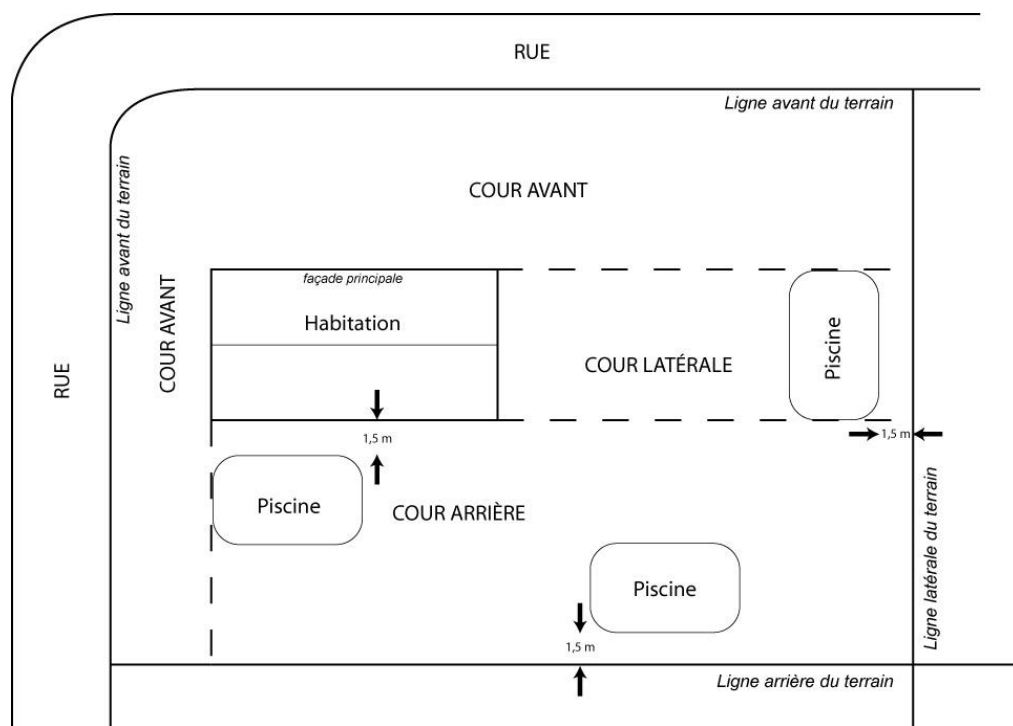 RUE
Ligne avant du terrain
Ligne avant du terrain
COUR AVANT
façade principale
Habitation
COUR AVANT
RUE
COUR LATÉRALE
Piscine
1,5 m
1,5 m
Piscine
COUR ARRIÈRE
Piscine
Ligne latérale du terrain
1,5 m
Ligne arrière du terrain